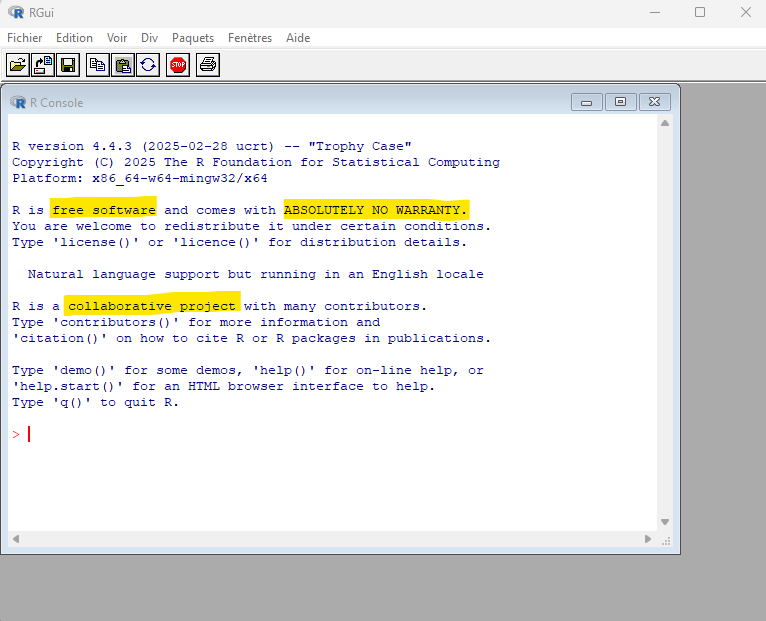 RGui
Fichier Edition Voir Div Paquets Fenêtres Aide
STOP
R Console
R version 4.4.3 (2025-02-28 ucrt) -- "Trophy Case"
Copyright (C) 2025 The R Foundation for Statistical Computing
Platform: x86_64-w64-mingw32/x64
R is free software and comes with ABSOLUTELY NO WARRANTY.
You are welcome to redistribute it under certain conditions.
Type 'license()' or 'licence()' for distribution details.
Natural language support but running in an English locale
R is a collaborative project with many contributors.
Type 'contributors()' for more information and
'citation()' on how to cite R or R packages in publications.
Type 'demo()' for some demos, 'help()' for on-line help, or
'help.start()' for an HTML browser interface to help.
Type 'q()' to quit R.
>